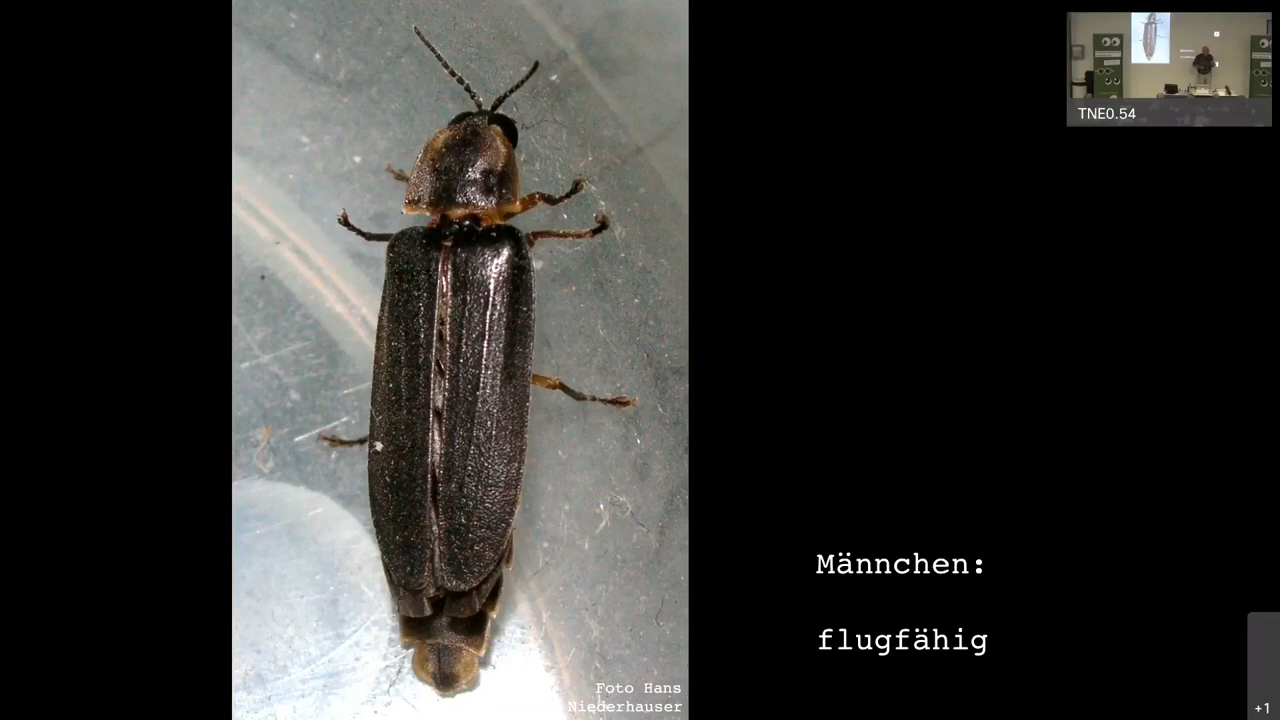 TNE0.54
Männchen:
flugfähig
Foto Hans
Niederhauser
+1